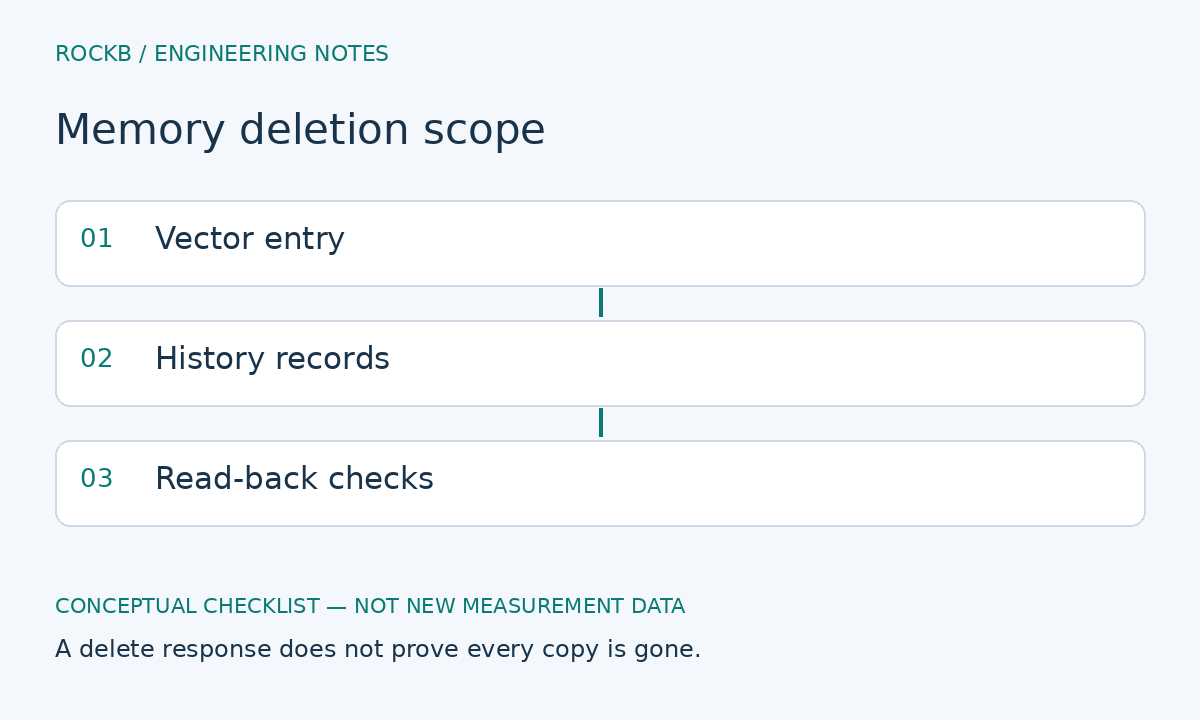 ROCKB / ENGINEERING NOTES
Memory deletion scope
01 Vector entry
02 History records
03 Read-back checks
CONCEPTUAL CHECKLIST — NOT NEW MEASUREMENT DATA
A delete response does not prove every copy is gone.